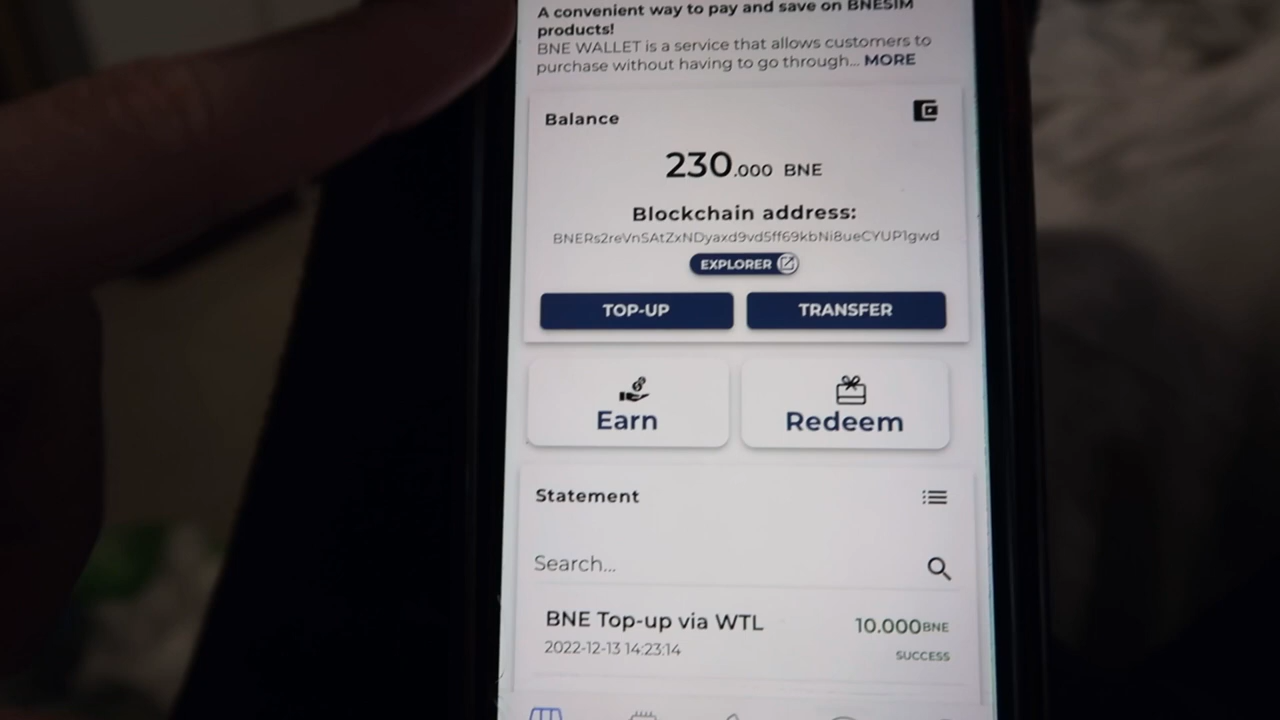 A convenient way to pay and save on BNESIM
products!
BNE WALLET is a service that allows customers to
purchase without having to go through... MORE
Balance
230.000 BNE
Blockchain address:
BNERs2reVnSAtZxNDyaxd9vd5ff69kbNi8ueCYUP1gwd
EXPLORER
TOP-UP
TRANSFER
Earn
Redeem
Statement
Search...
BNE Top-up via WTL
10.000BNE
2022-12-13 14:23:14
SUCCESS